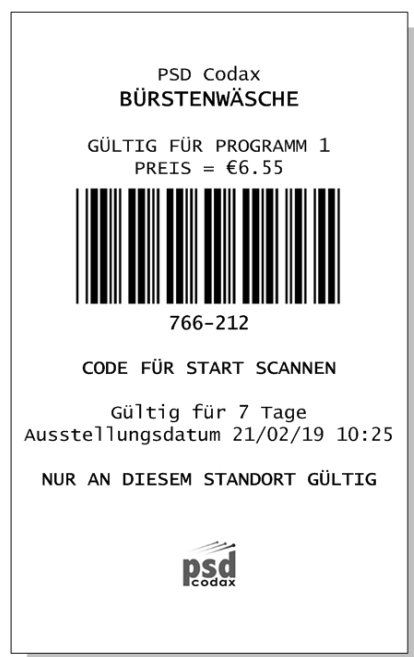 PSD Codax
BÜRSTENWÄSCHE
GÜLTIG FÜR PROGRAMM 1
PREIS = €6.55
766-212
CODE FÜR START SCANNEN
Gültig für 7 Tage
Ausstellungsdatum 21/02/19 10:25
NUR AN DIESEM STANDORT GÜLTIG
psd
codax